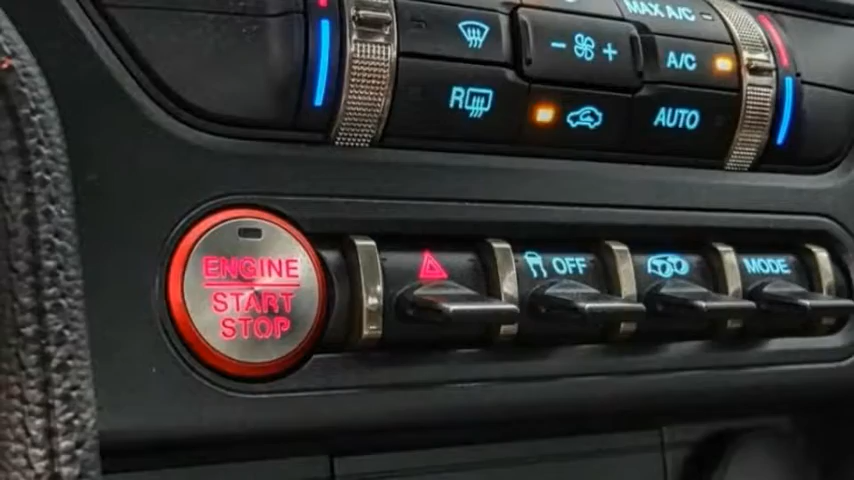 MAX A/C
A/C
R
AUTO
ENGINE
START
STOP
OFF
MODE